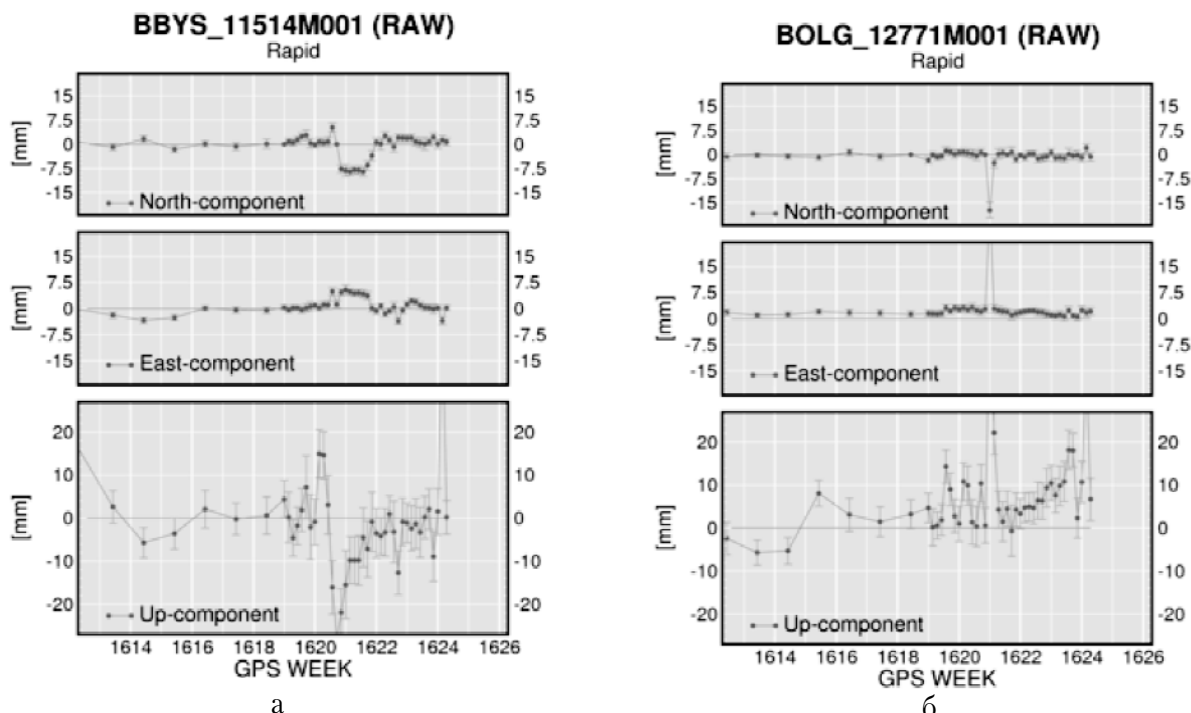 BBYS_11514M001 (RAW)
Rapid
15 15
7.5 7.5
0 0
-7.5 -7.5
-15 -15
[mm]
North-component
15 15
7.5 7.5
0 0
-7.5 -7.5
-15 -15
[mm]
East-component
20 20
10 10
0 0
-10 -10
-20 -20
[mm]
Up-component
1614 1616 1618 1620 1622 1624 1626
GPS WEEK
а
BOLG_12771M001 (RAW)
Rapid
15 15
7.5 7.5
0 0
-7.5 -7.5
-15 -15
[mm]
North-component
15 15
7.5 7.5
0 0
-7.5 -7.5
-15 -15
[mm]
East-component
20 20
10 10
0 0
-10 -10
-20 -20
[mm]
Up-component
1614 1616 1618 1620 1622 1624 1626
GPS WEEK
б